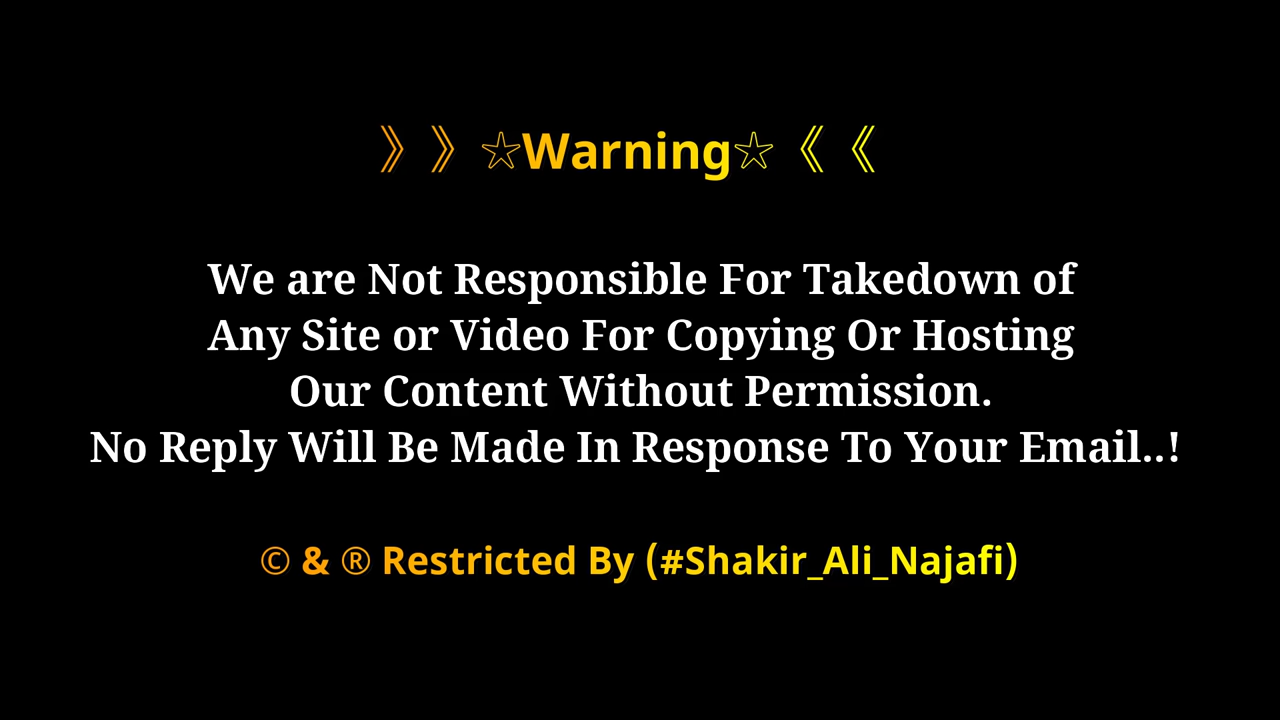 》》☆Warning☆《《
We are Not Responsible For Takedown of
Any Site or Video For Copying Or Hosting
Our Content Without Permission.
No Reply Will Be Made In Response To Your Email..!
© & ® Restricted By (#Shakir_Ali_Najafi)